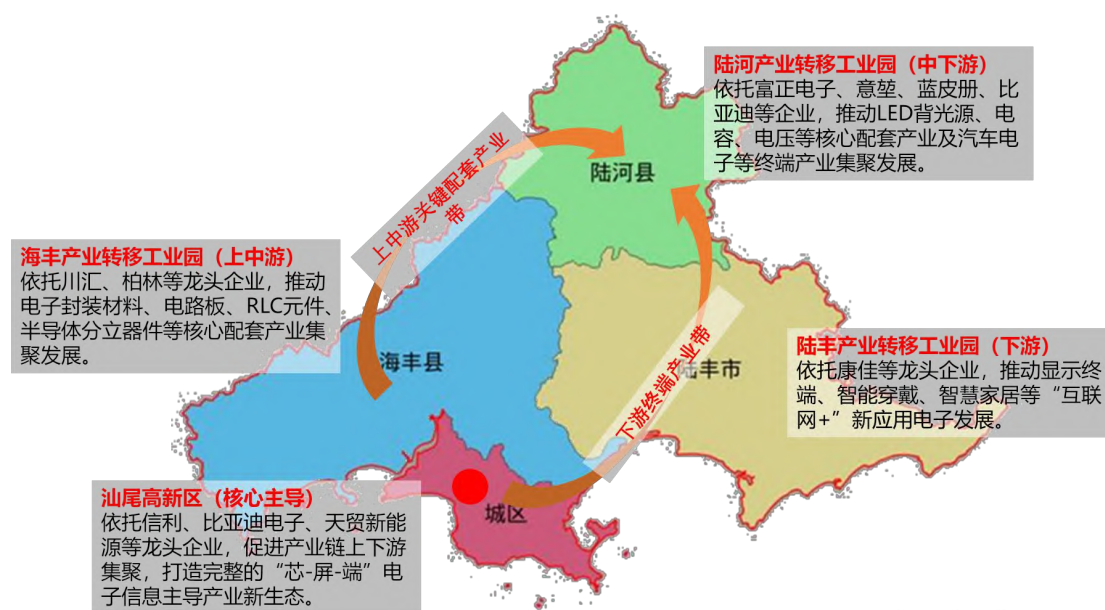 陆河产业转移工业园（中下游）
依托富正电子、意堃、蓝皮册、比
亚迪等企业，推动LED背光源、电
容、电压等核心配套产业及汽车电
子等终端产业集聚发展。
上中游关键配套产业
带
陆河县
海丰产业转移工业园（上中游）
依托川汇、柏林等龙头企业，推动
电子封装材料、电路板、RLC元件、
半导体分立器件等核心配套产业集
聚发展。
海丰县
下游终端产业带
陆丰市
陆丰产业转移工业园（下游）
依托康佳等龙头企业，推动显示终
端、智能穿戴、智慧家居等“互联
网+”新应用电子发展。
汕尾高新区（核心主导）
依托信利、比亚迪电子、天贸新能
源等龙头企业，促进产业链上下游
集聚，打造完整的“芯-屏-端”电
子信息主导产业新生态。
城区